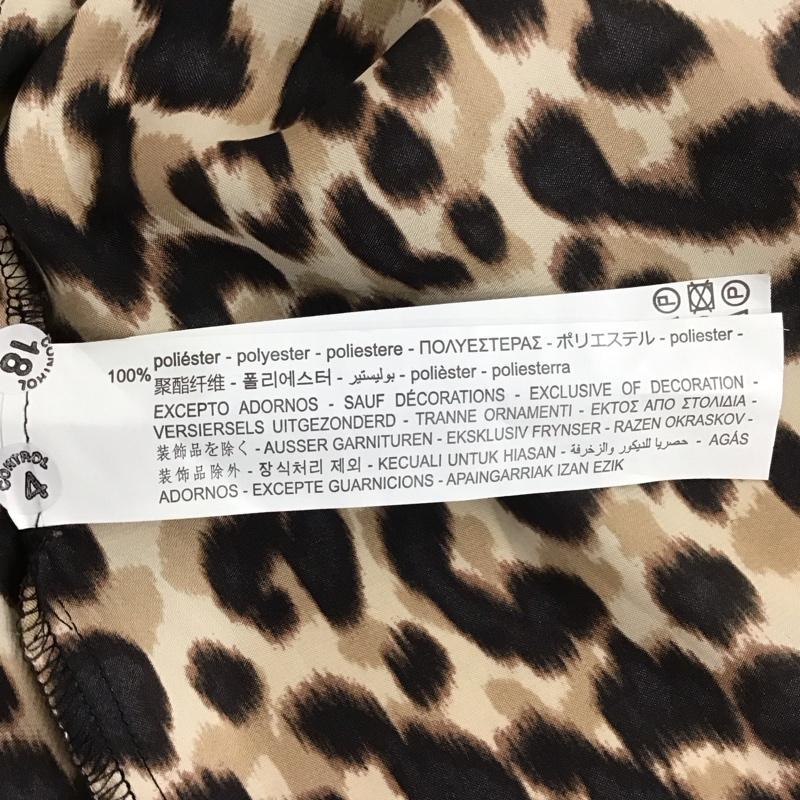 P P
CONTROL
18
100% poliéster - polyester - poliestere - ΠΟΛΥΕΣΤΕΡΑΣ - ポリエステル - poliester -
聚酯纤维 - 폴리에스터 - بوليستير - polièster - poliesterra
EXCEPTO ADORNOS - SAUF DÉCORATIONS - EXCLUSIVE OF DECORATION -
VERSIERSELS UITGEZONDERD - TRANNE ORNAMENTI - ΕΚΤΟΣ ΑΠΟ ΣΤΟΛΙΔΙΑ -
装飾品を除く - AUSSER GARNITUREN - EKSKLUSIV FRYNSER - RAZEN OKRASKOV -
装饰品除外 - 장식처리 제외 - KECUALI UNTUK HIASAN - حصريا للديكور والزخرفة - AGÁS
ADORNOS - EXCEPTE GUARNICIONS - APAINGARRIAK IZAN EZIK
CONTROL
4